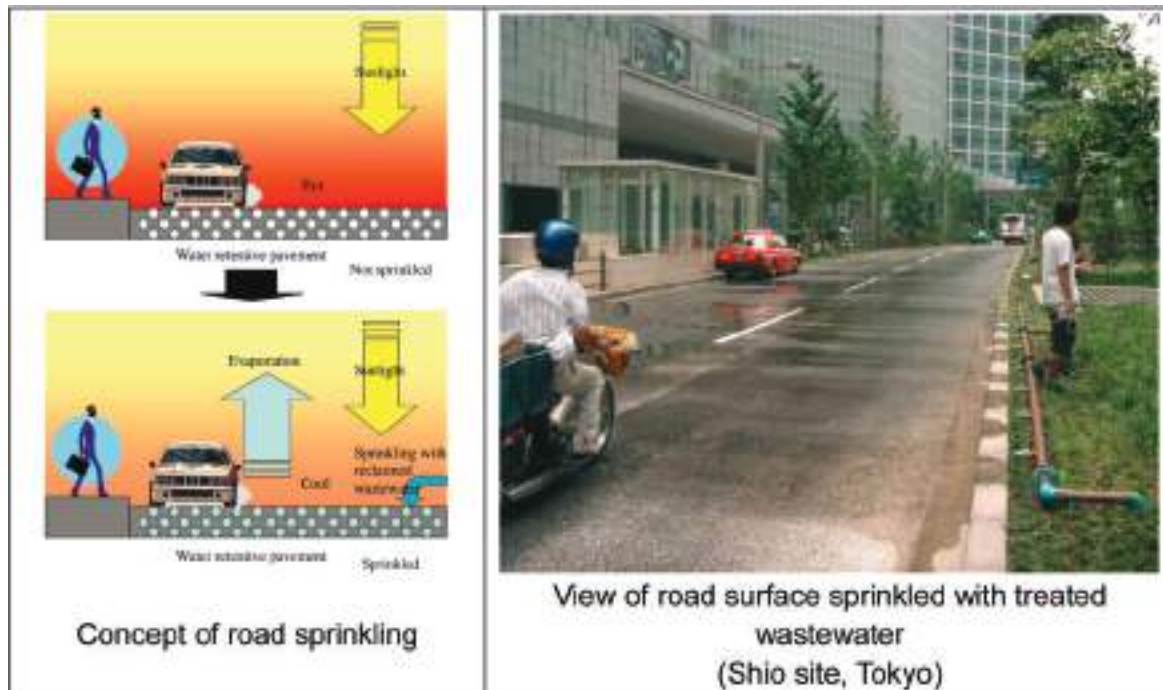 Sunlight
Water retentive pavement
Not sprinkled
Evaporation
Sunlight
Sprinkling with
reclaimed
wastewater
Cool
Water retentive pavement
Sprinkled
Concept of road sprinkling
View of road surface sprinkled with treated
wastewater
(Shio site, Tokyo)